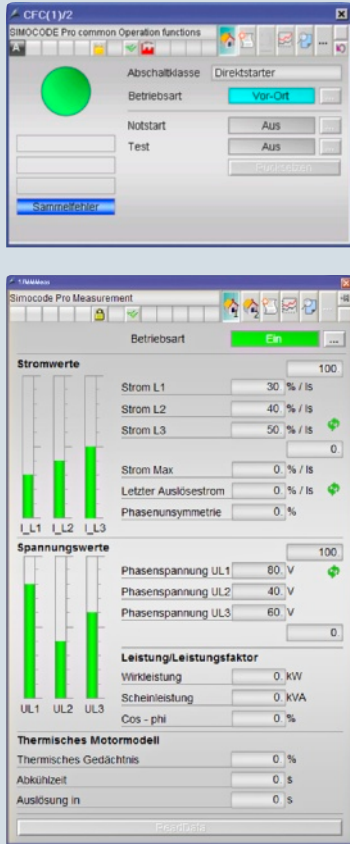 CFC(1)/2
SIMOCODE Pro common Operation functions
A
...
Abschaltklasse Direktstarter
Betriebsart Vor-Ort ...
Notstart Aus ...
Test Aus ...
Sammelfehler
Simocode Pro Measurement
Betriebsart Ein ...
Stromwerte
100
Strom L1 30. % / Is
Strom L2 40. % / Is
Strom L3 50. % / Is
0.
Strom Max 0. % / Is
Letzter Auslösestrom 0. % / Is
Phasenunsymmetrie 0. %
I_L1 I_L2 I_L3
Spannungswerte
100
Phasenspannung UL1 80. V
Phasenspannung UL2 40. V
Phasenspannung UL3 60. V
0.
Leistung/Leistungsfaktor
Wirkleistung 0. kW
Scheinleistung 0. kVA
Cos - phi 0. %
UL1 UL2 UL3
Thermisches Motormodell
Thermisches Gedächtnis 0. %
Abkühlzeit 0. s
Auslösung in 0. s